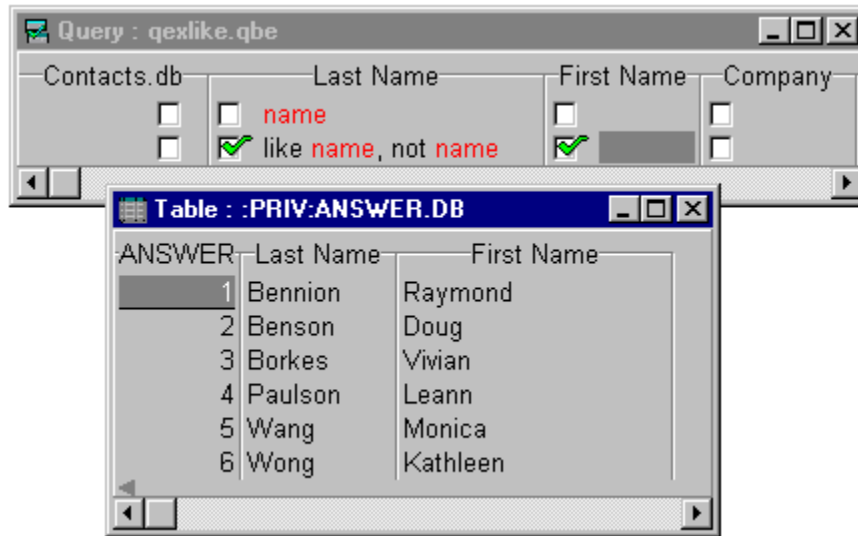 Query : qexlike.qbe
Contacts.db Last Name First Name Company
name
like name, not name
Table : :PRIV:ANSWER.DB
ANSWER Last Name First Name
1 Bennion Raymond
2 Benson Doug
3 Borkes Vivian
4 Paulson Leann
5 Wang Monica
6 Wong Kathleen